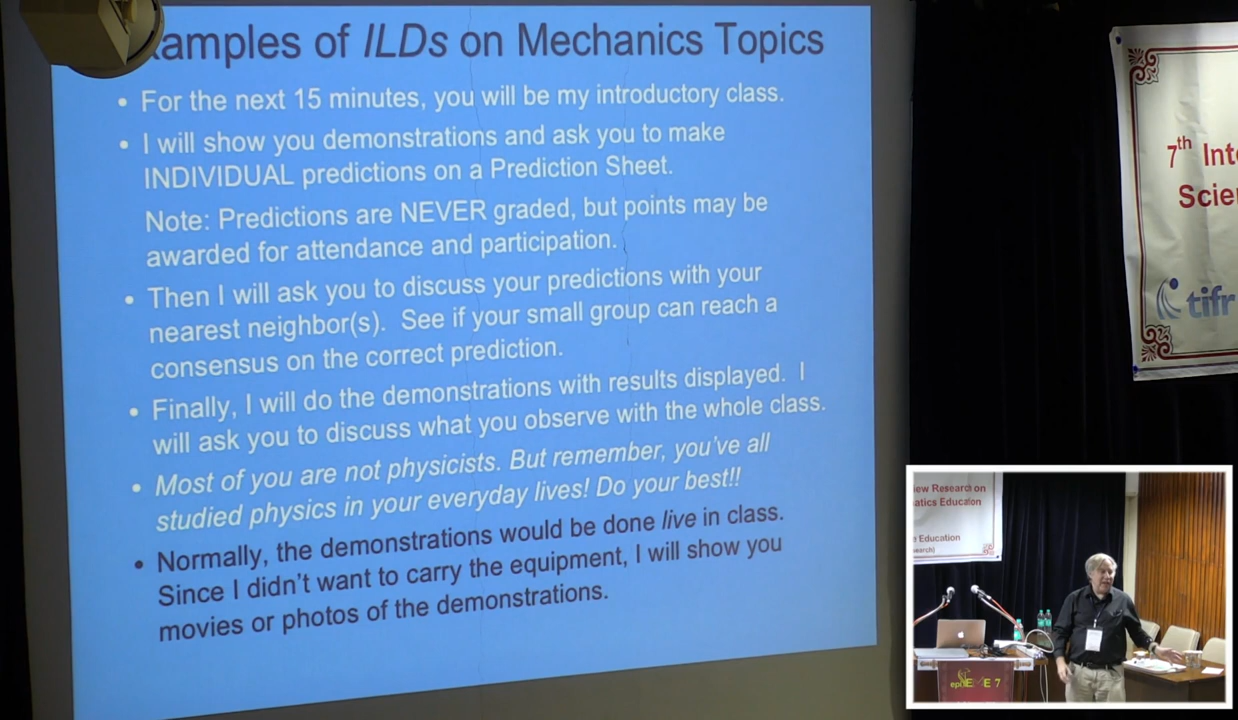 amples of ILDs on Mechanics Topics
• For the next 15 minutes, you will be my introductory class.
• I will show you demonstrations and ask you to make
INDIVIDUAL predictions on a Prediction Sheet.
Note: Predictions are NEVER graded, but points may be
awarded for attendance and participation.
• Then I will ask you to discuss your predictions with your
nearest neighbor(s). See if your small group can reach a
consensus on the correct prediction.
• Finally, I will do the demonstrations with results displayed. I
will ask you to discuss what you observe with the whole class.
• Most of you are not physicists. But remember, you've all
studied physics in your everyday lives! Do your best!!
• Normally, the demonstrations would be done live in class.
Since I didn't want to carry the equipment, I will show you
movies or photos of the demonstrations.
7th Int
Scie
tifr
iew Research on
atics Education
e Education
search)
epiSTEME 7